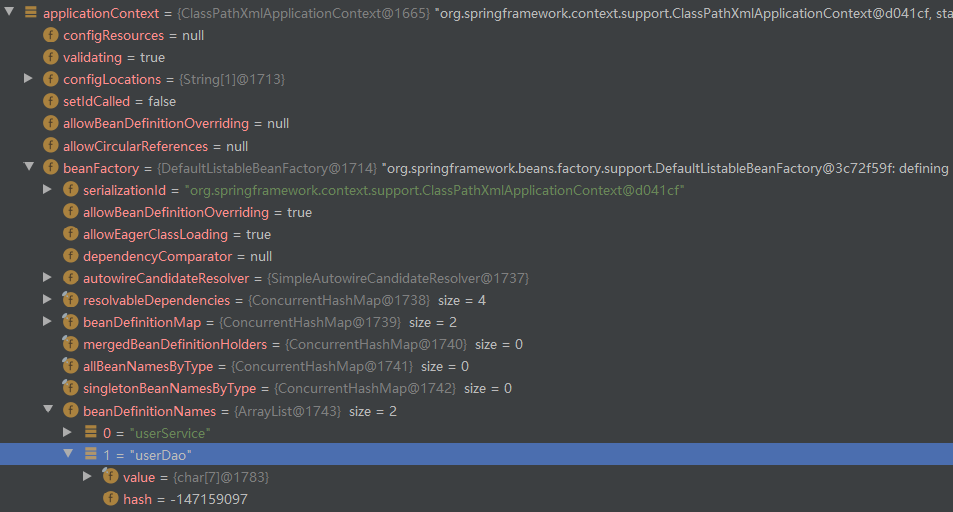 applicationContext = {ClassPathXmlApplicationContext@1665} "org.springframework.context.support.ClassPathXmlApplicationContext@d041cf, sta
f configResources = null
f validating = true
f configLocations = {String[1]@1713}
f setIdCalled = false
f allowBeanDefinitionOverriding = null
f allowCircularReferences = null
f beanFactory = {DefaultListableBeanFactory@1714} "org.springframework.beans.factory.support.DefaultListableBeanFactory@3c72f59f: defining
f serializationId = "org.springframework.context.support.ClassPathXmlApplicationContext@d041cf"
f allowBeanDefinitionOverriding = true
f allowEagerClassLoading = true
f dependencyComparator = null
f autowireCandidateResolver = {SimpleAutowireCandidateResolver@1737}
f resolvableDependencies = {ConcurrentHashMap@1738} size = 4
f beanDefinitionMap = {ConcurrentHashMap@1739} size = 2
f mergedBeanDefinitionHolders = {ConcurrentHashMap@1740} size = 0
f allBeanNamesByType = {ConcurrentHashMap@1741} size = 0
f singletonBeanNamesByType = {ConcurrentHashMap@1742} size = 0
f beanDefinitionNames = {ArrayList@1743} size = 2
0 = "userService"
1 = "userDao"
f value = {char[7]@1783}
f hash = -147159097